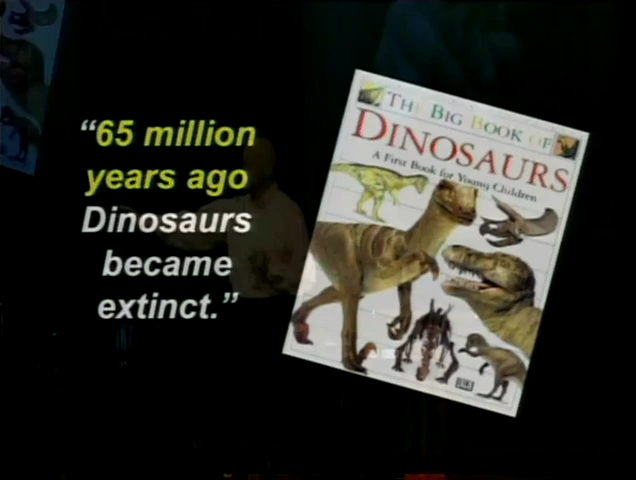 “65 million
years ago
Dinosaurs
became
extinct.”
THE BIG BOOK OF
DINOSAURS
A First Book for Young Children
DK